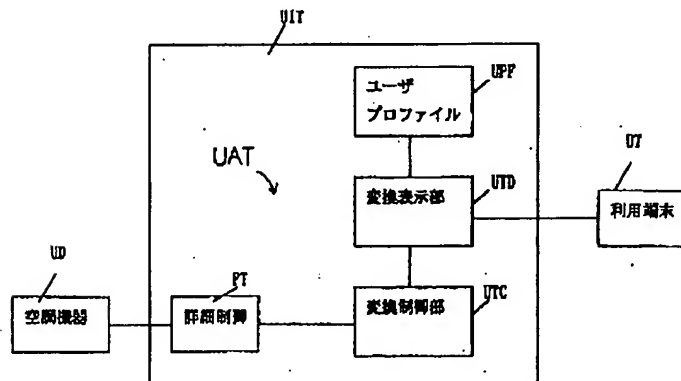 UIT
ユーザ
プロファイル
UPF
UAT
変換表示部
UTD
UT
利用端末
UD
空間機器
PT
詳細制御
変換制御部
UTC